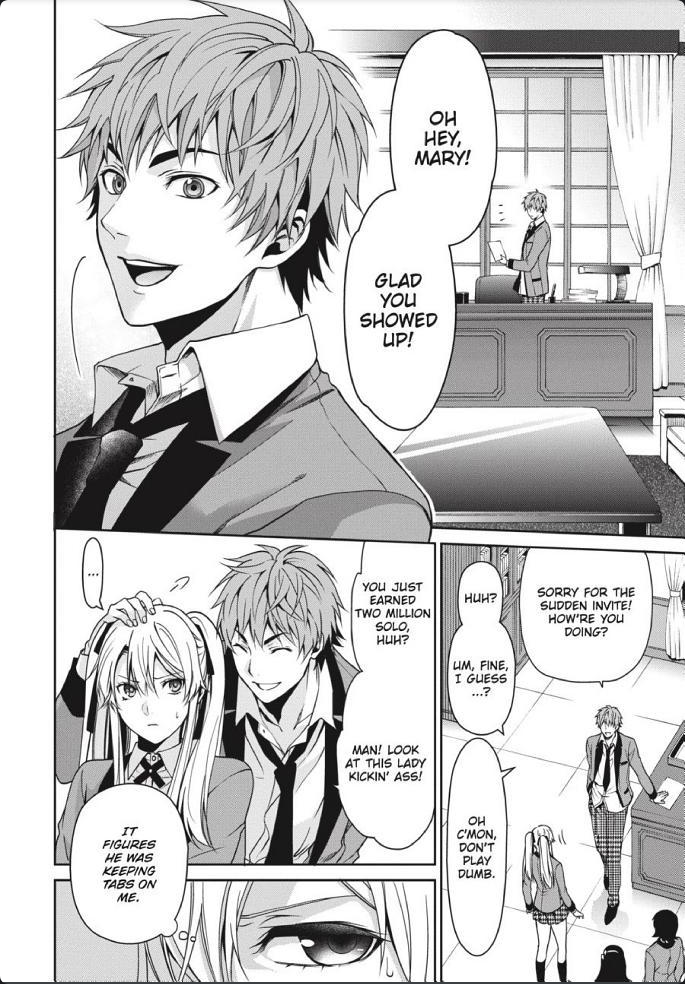 OH
HEY,
MARY!
GLAD
YOU
SHOWED
UP!
SORRY FOR THE
SUDDEN INVITE!
HOW'RE YOU
DOING?
HUH?
UM, FINE,
I GUESS
...?
OH
C'MON,
DON'T
PLAY
DUMB.
YOU JUST
EARNED
TWO MILLION
SOLO,
HUH?
MAN! LOOK
AT THIS LADY
KICKIN' ASS!
...
IT
FIGURES
HE WAS
KEEPING
TABS ON
ME.